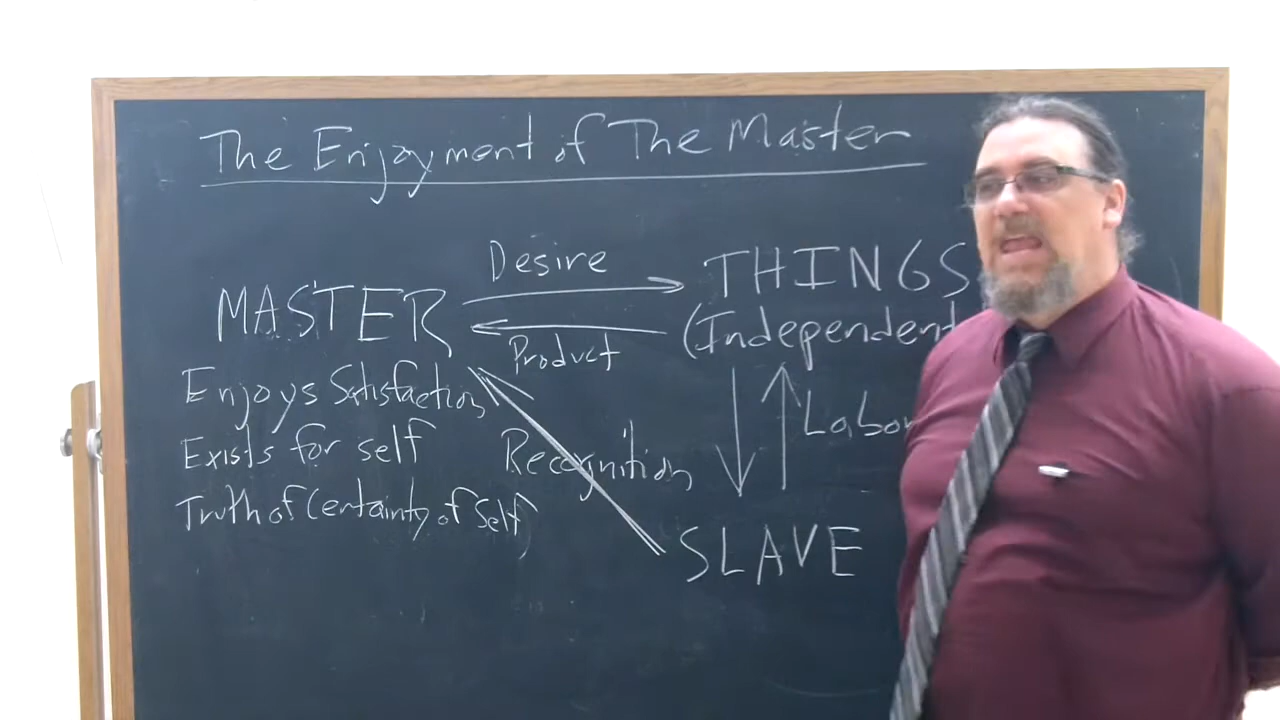 The Enjoyment of The Master
Desire
THINGS
MASTER
(Independent
Product
Enjoys Satisfaction
Labor
Exists for self
Recognition
Truth of Certainty of Self
SLAVE